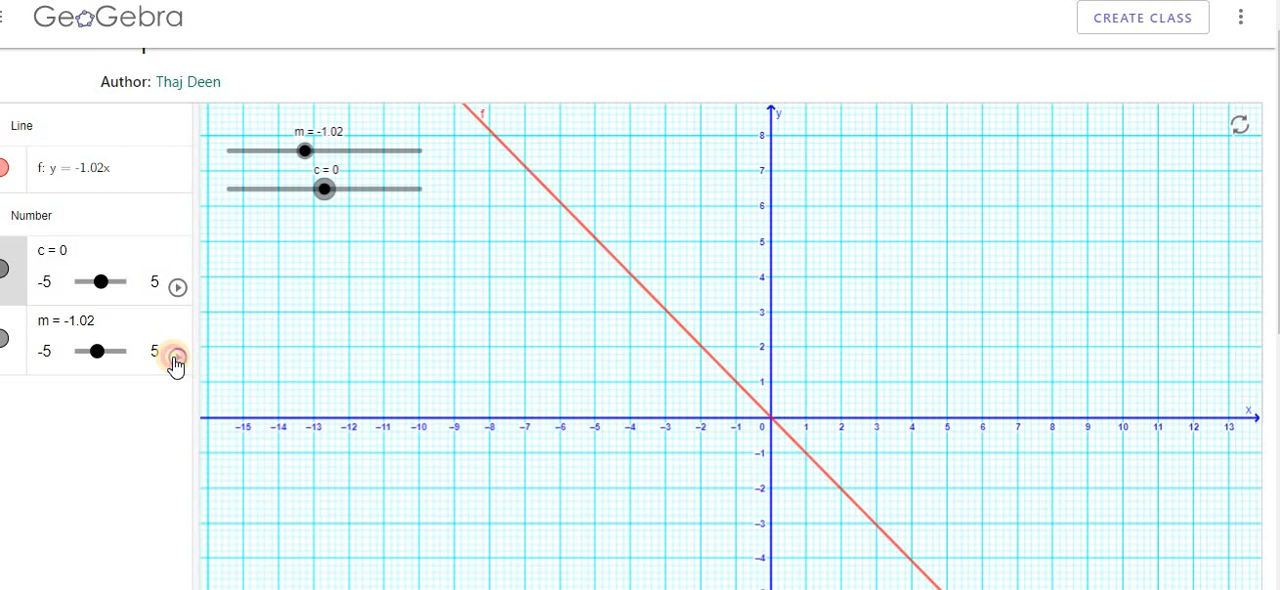 GeoGebra
CREATE CLASS
Author: Thaj Deen
Line
f: y = -1.02x
Number
c = 0
-5 5
m = -1.02
-5 5
m = -1.02
c = 0
f
y
8
7
6
5
4
3
2
1
x
−15 −14 −13 −12 −11 −10 −9 −8 −7 −6 −5 −4 −3 −2 −1 0 1 2 3 4 5 6 7 8 9 10 11 12 13
−1
−2
−3
−4